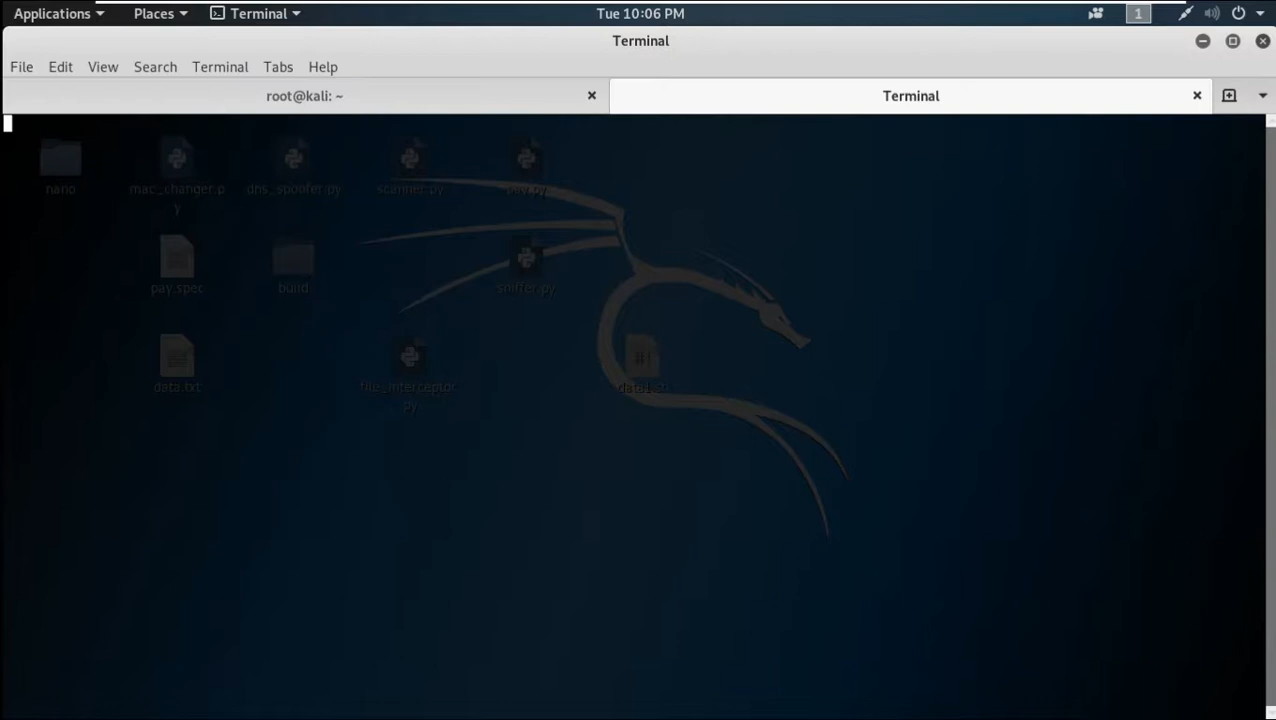 Applications Places Terminal Tue 10:06 PM 1
Terminal
File Edit View Search Terminal Tabs Help
root@kali: ~ Terminal
nano mac_changer.p dns_spoofer.py scanner.py pay.py
y
pay.spec build sniffer.py
data.txt file_interceptor.
py